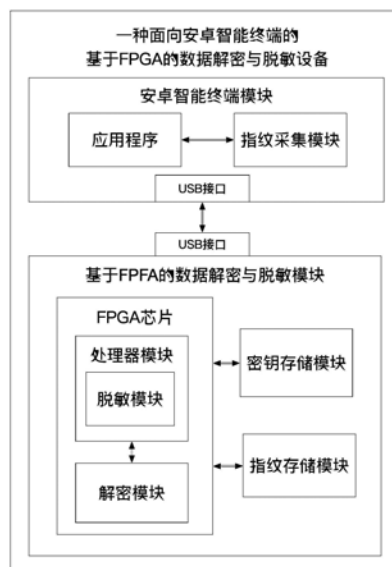 一种面向安卓智能终端的
基于FPGA的数据解密与脱敏设备
安卓智能终端模块
应用程序
指纹采集模块
USB接口
USB接口
基于FPFA的数据解密与脱敏模块
FPGA芯片
处理器模块
脱敏模块
密钥存储模块
解密模块
指纹存储模块